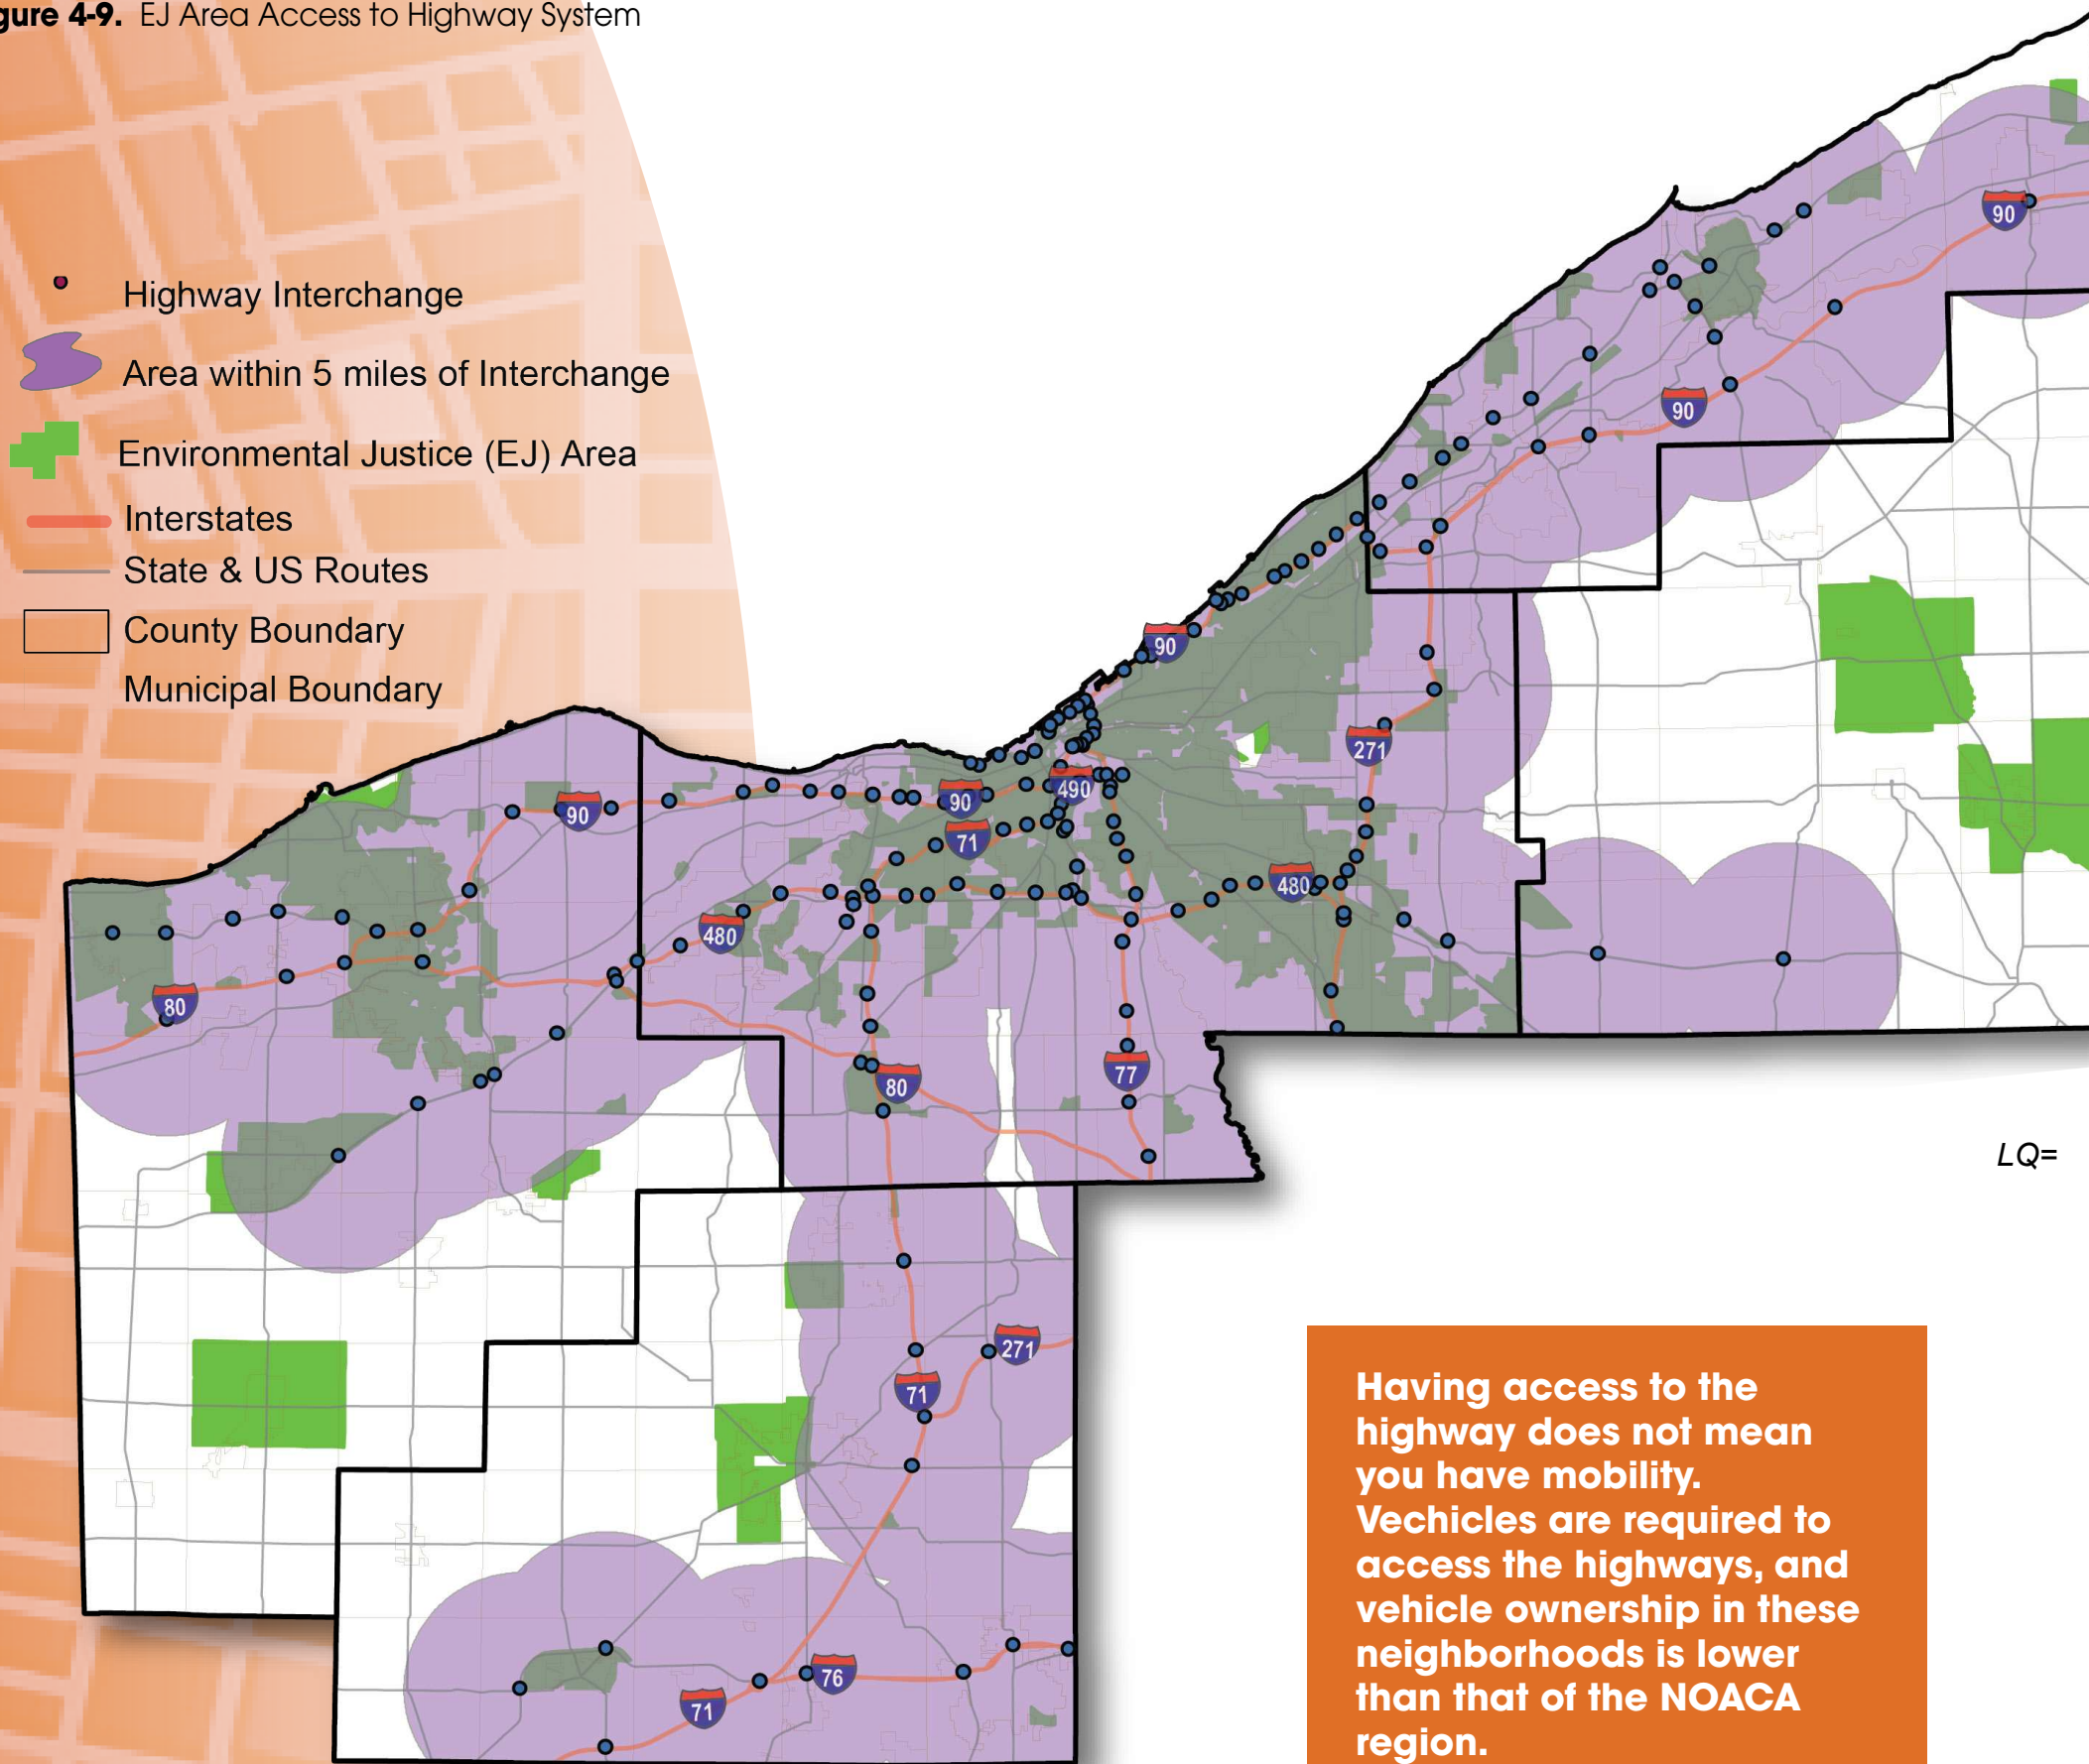 gure 4-9. EJ Area Access to Highway System
Highway Interchange
Area within 5 miles of Interchange
Environmental Justice (EJ) Area
Interstates
State & US Routes
County Boundary
Municipal Boundary
90
90
90
271
90
90
490
71
480
480
80
80
77
LQ=
271
71
76
71
Having access to the
highway does not mean
you have mobility.
Vechicles are required to
access the highways, and
vehicle ownership in these
neighborhoods is lower
than that of the NOACA
region.